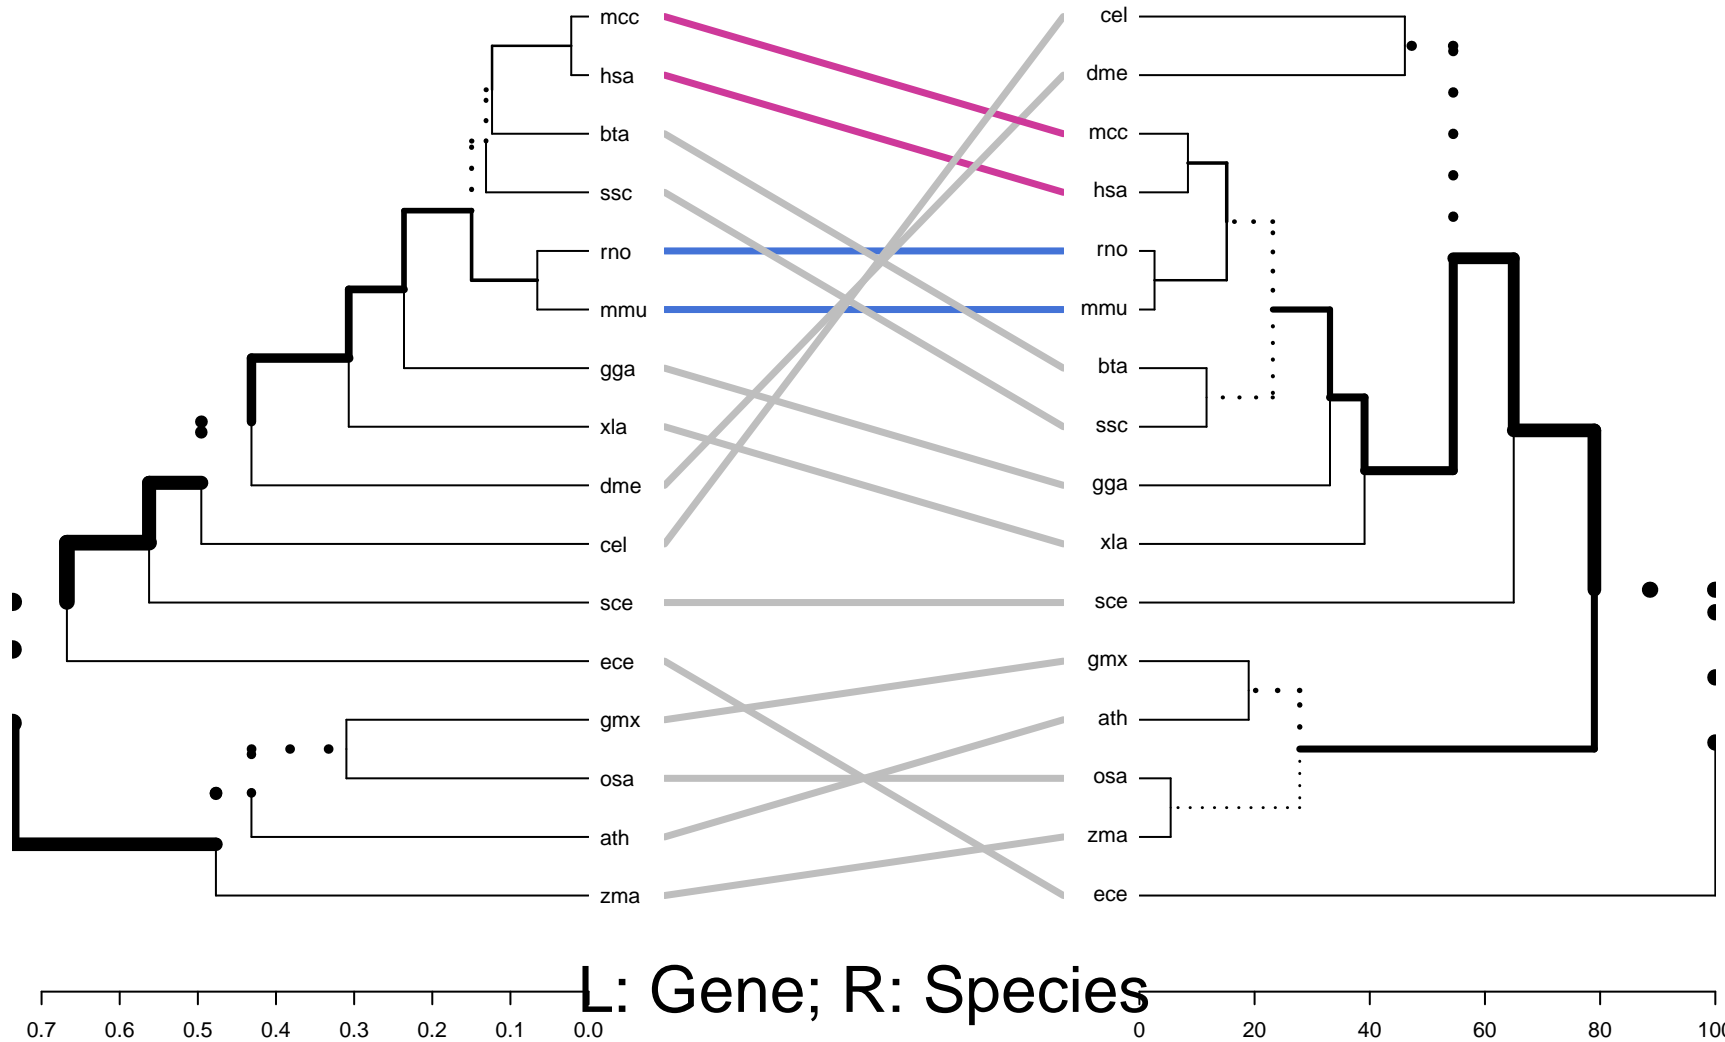 mcc cel
hsa dme
bta mcc
ssc hsa
rno rno
mmu mmu
gga bta
xla ssc
dme gga
cel xla
sce sce
ece gmx
gmx ath
osa osa
ath zma
zma ece
L: Gene; R: Species
0.7 0.6 0.5 0.4 0.3 0.2 0.1 0.0 0 20 40 60 80 100